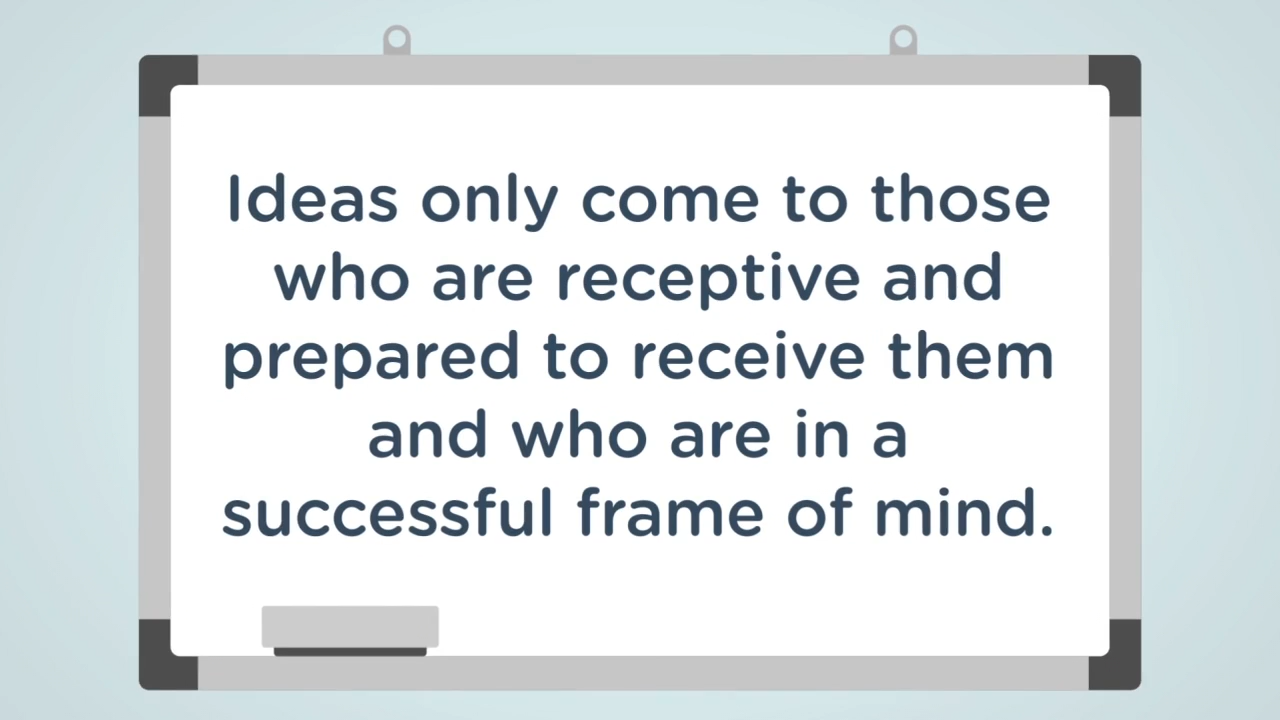 Ideas only come to those
who are receptive and
prepared to receive them
and who are in a
successful frame of mind.